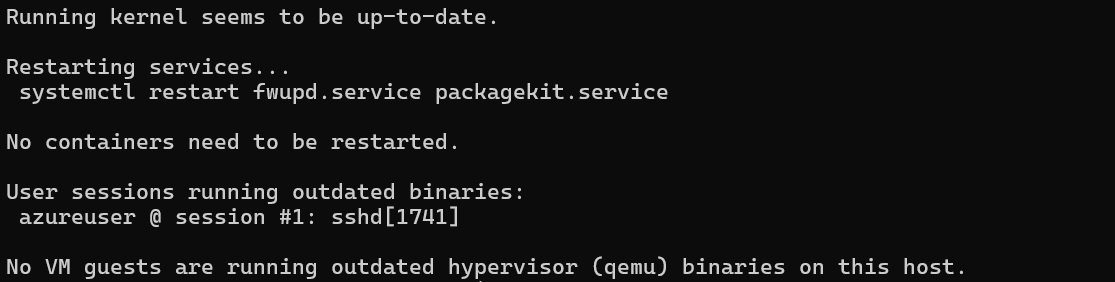 Running kernel seems to be up-to-date.
Restarting services...
systemctl restart fwupd.service packagekit.service
No containers need to be restarted.
User sessions running outdated binaries:
azureuser @ session #1: sshd[1741]
No VM guests are running outdated hypervisor (qemu) binaries on this host.